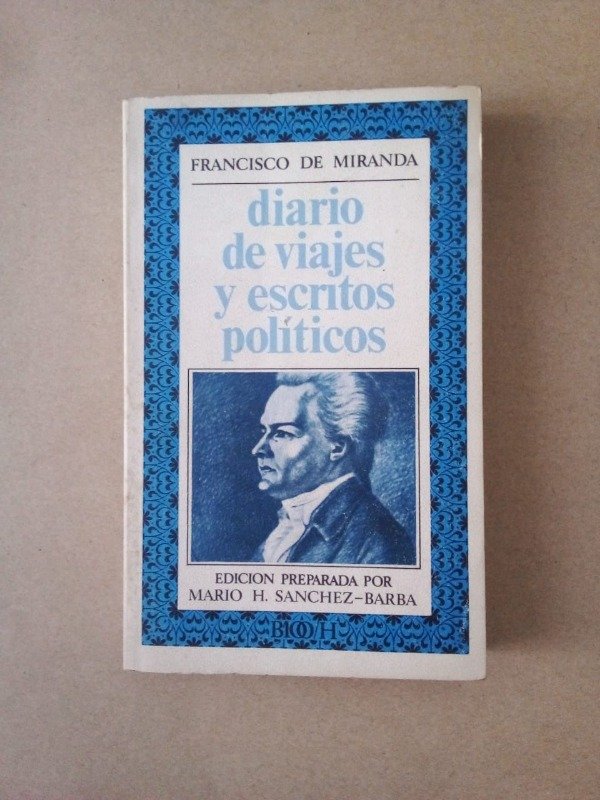 FRANCISCO DE MIRANDA
diario
de viajes
y escritos
políticos
EDICION PREPARADA POR
MARIO H. SANCHEZ-BARBA